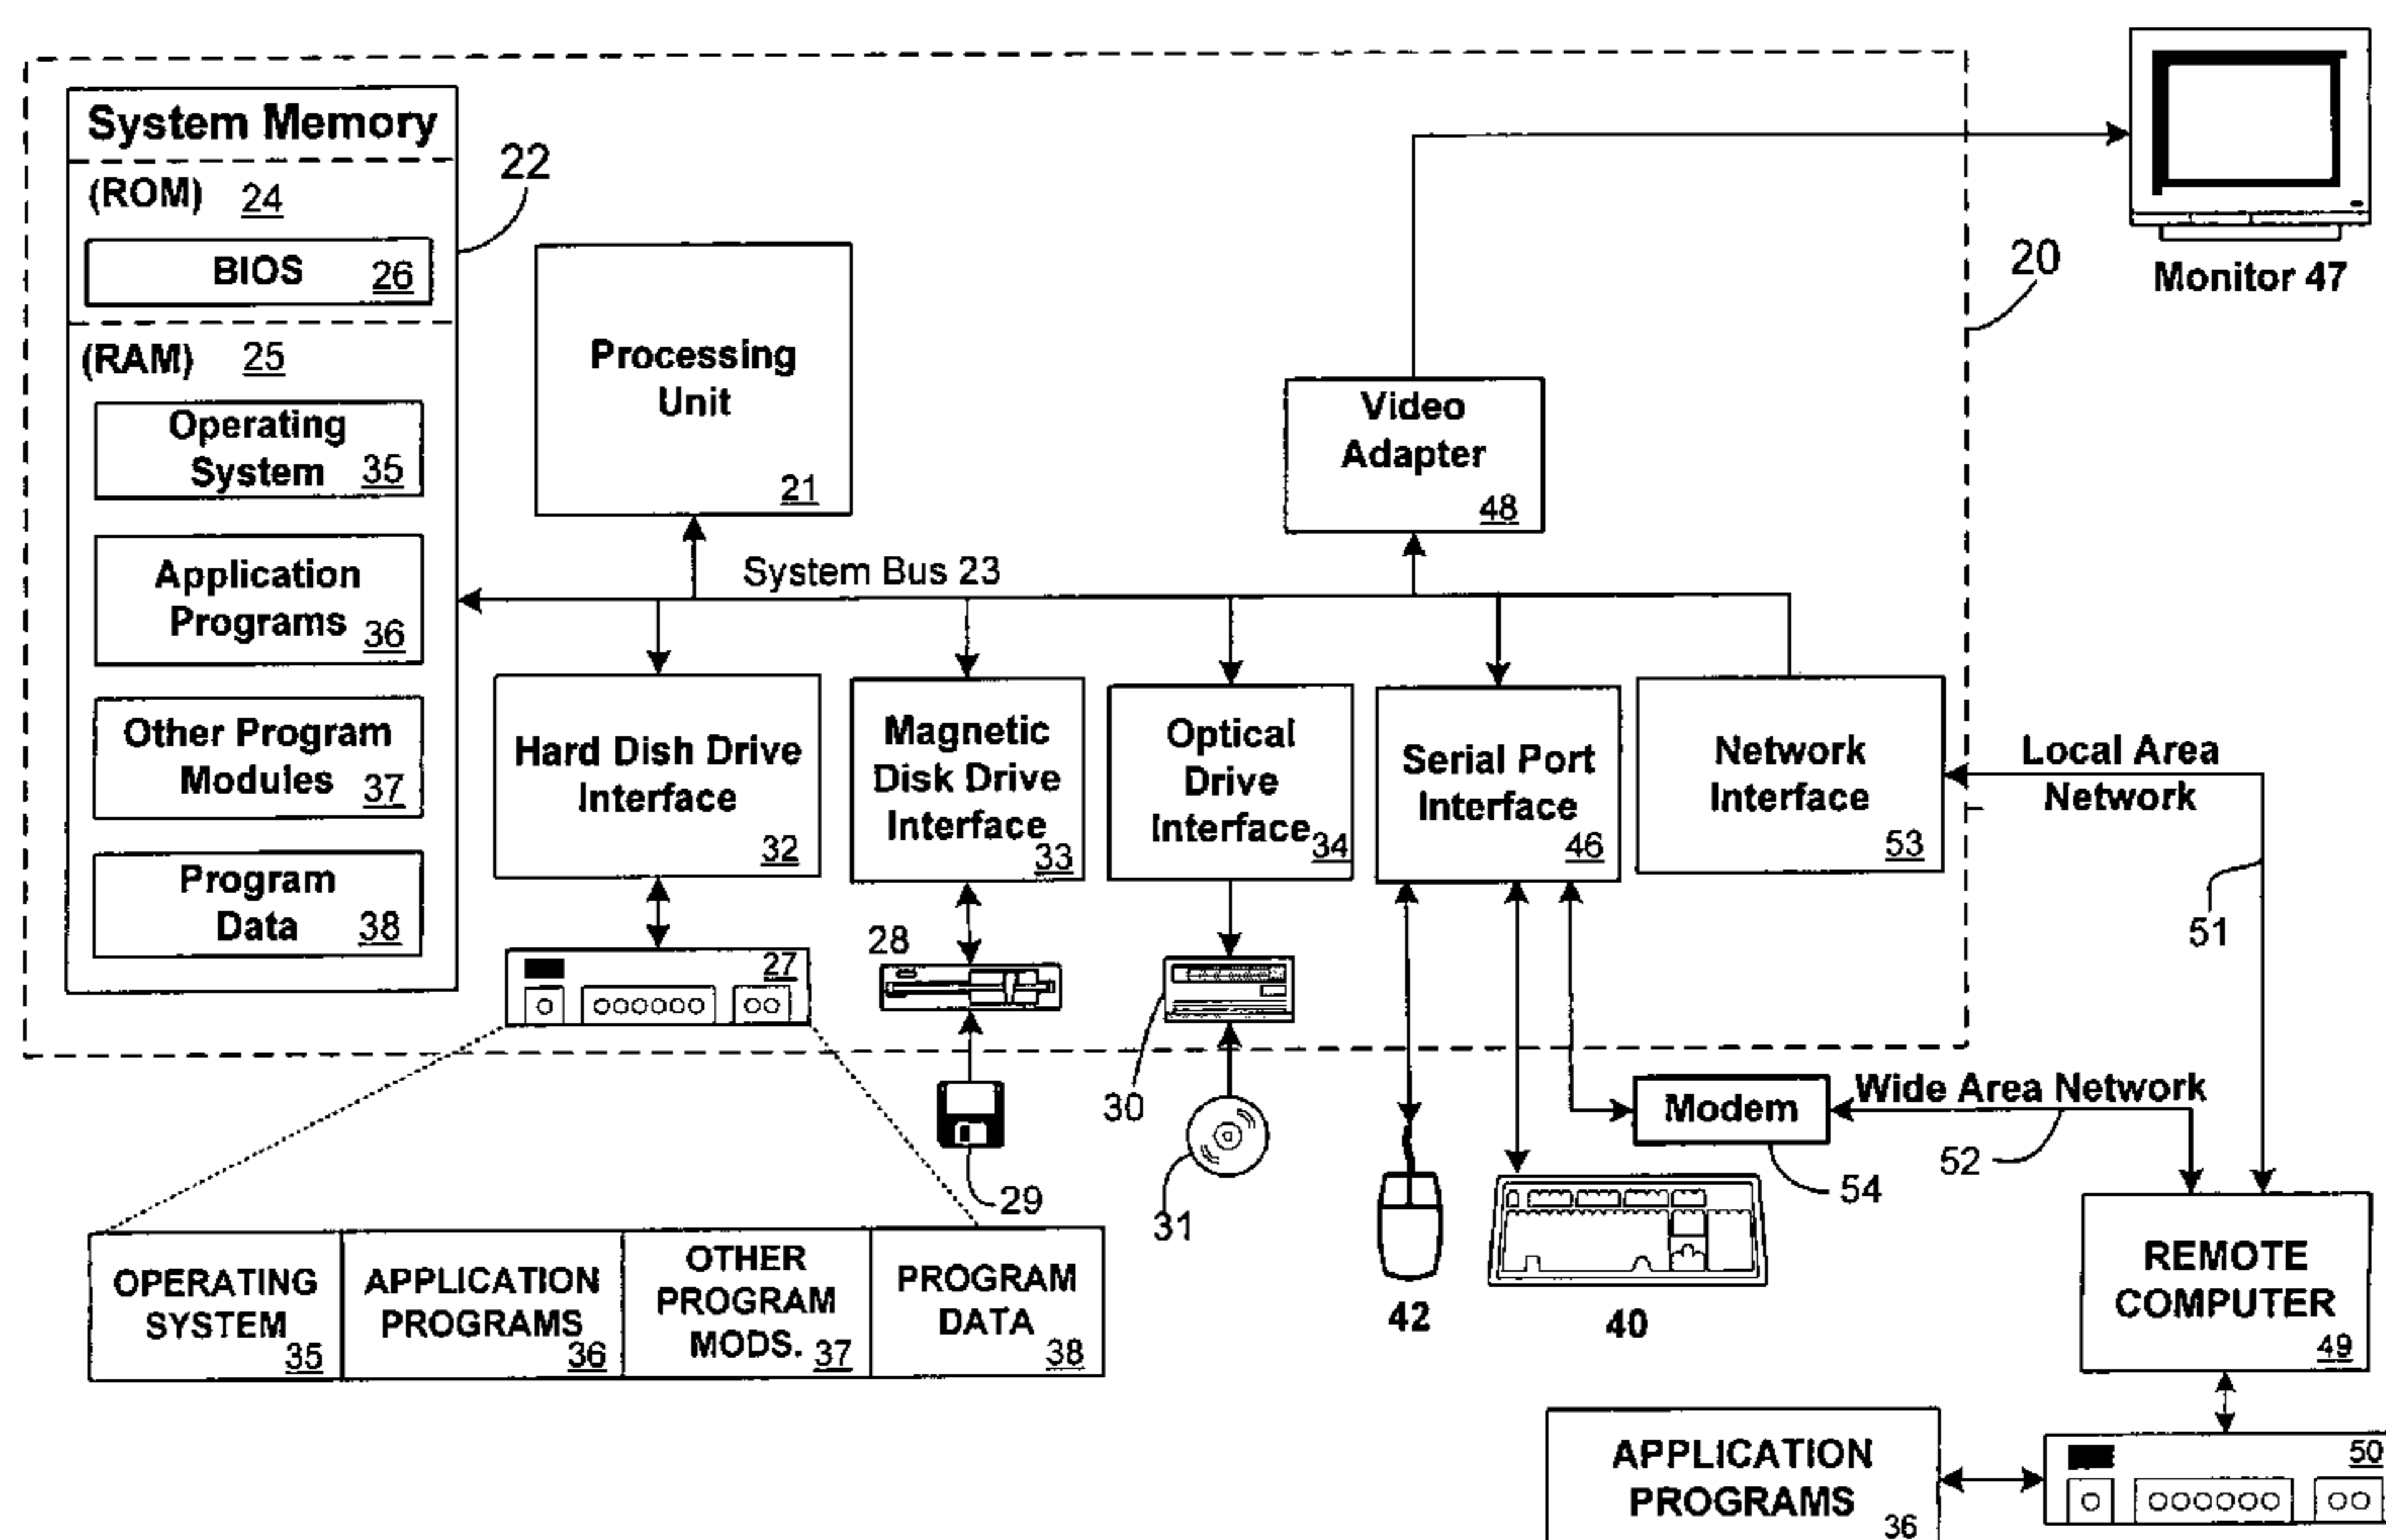 System Memory
(ROM) 24
BIOS 26
22
(RAM) 25
Operating
System 35
Application
Programs 36
Other Program
Modules 37
Program
Data 38
Processing
Unit
21
System Bus 23
Video
Adapter
48
Monitor 47
20
Hard Dish Drive
Interface
32
Magnetic
Disk Drive
Interface
33
Optical
Drive
Interface 34
Serial Port
Interface
46
Network
Interface
53
Local Area
Network
51
27
28
29
30
31
42
40
Modem
54
Wide Area Network
52
OPERATING
SYSTEM
35
APPLICATION
PROGRAMS
36
OTHER
PROGRAM
MODS. 37
PROGRAM
DATA
38
REMOTE
COMPUTER
49
50
APPLICATION
PROGRAMS
36